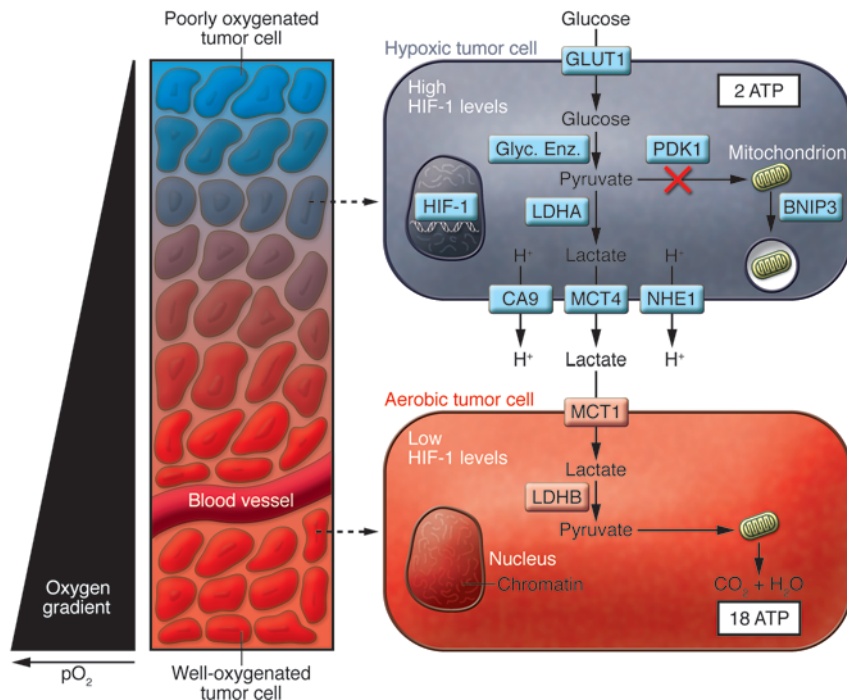 Poorly oxygenated
tumor cell
Oxygen
gradient
pO₂
Blood vessel
Well-oxygenated
tumor cell
Glucose
Hypoxic tumor cell
GLUT1
High
HIF-1 levels
2 ATP
Glucose
Glyc. Enz.
PDK1
Mitochondrion
Pyruvate
HIF-1
LDHA
BNIP3
H⁺
Lactate
H⁺
CA9
MCT4
NHE1
H⁺
Lactate
H⁺
Aerobic tumor cell
MCT1
Low
HIF-1 levels
Lactate
LDHB
Pyruvate
Nucleus
Chromatin
CO₂ + H₂O
18 ATP